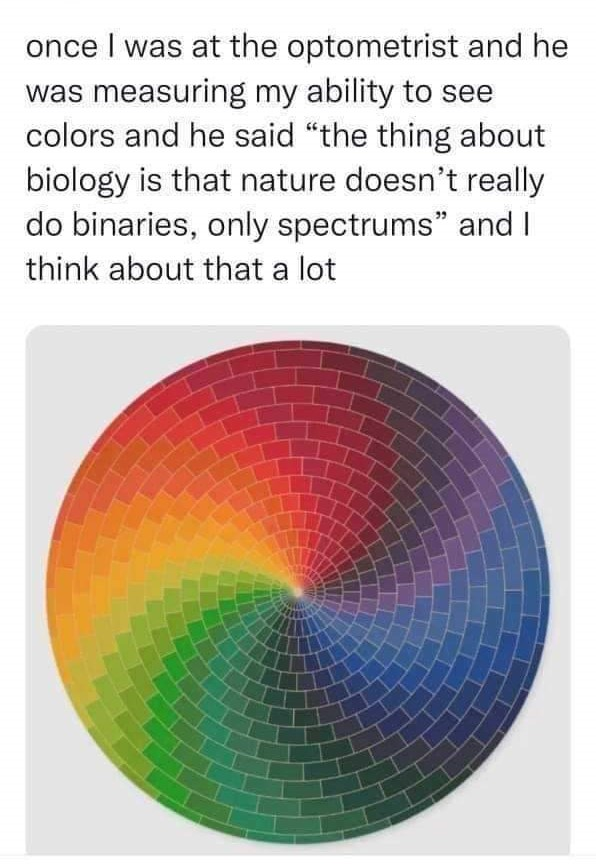 once I was at the optometrist and he
was measuring my ability to see
colors and he said “the thing about
biology is that nature doesn’t really
do binaries, only spectrums” and I
think about that a lot